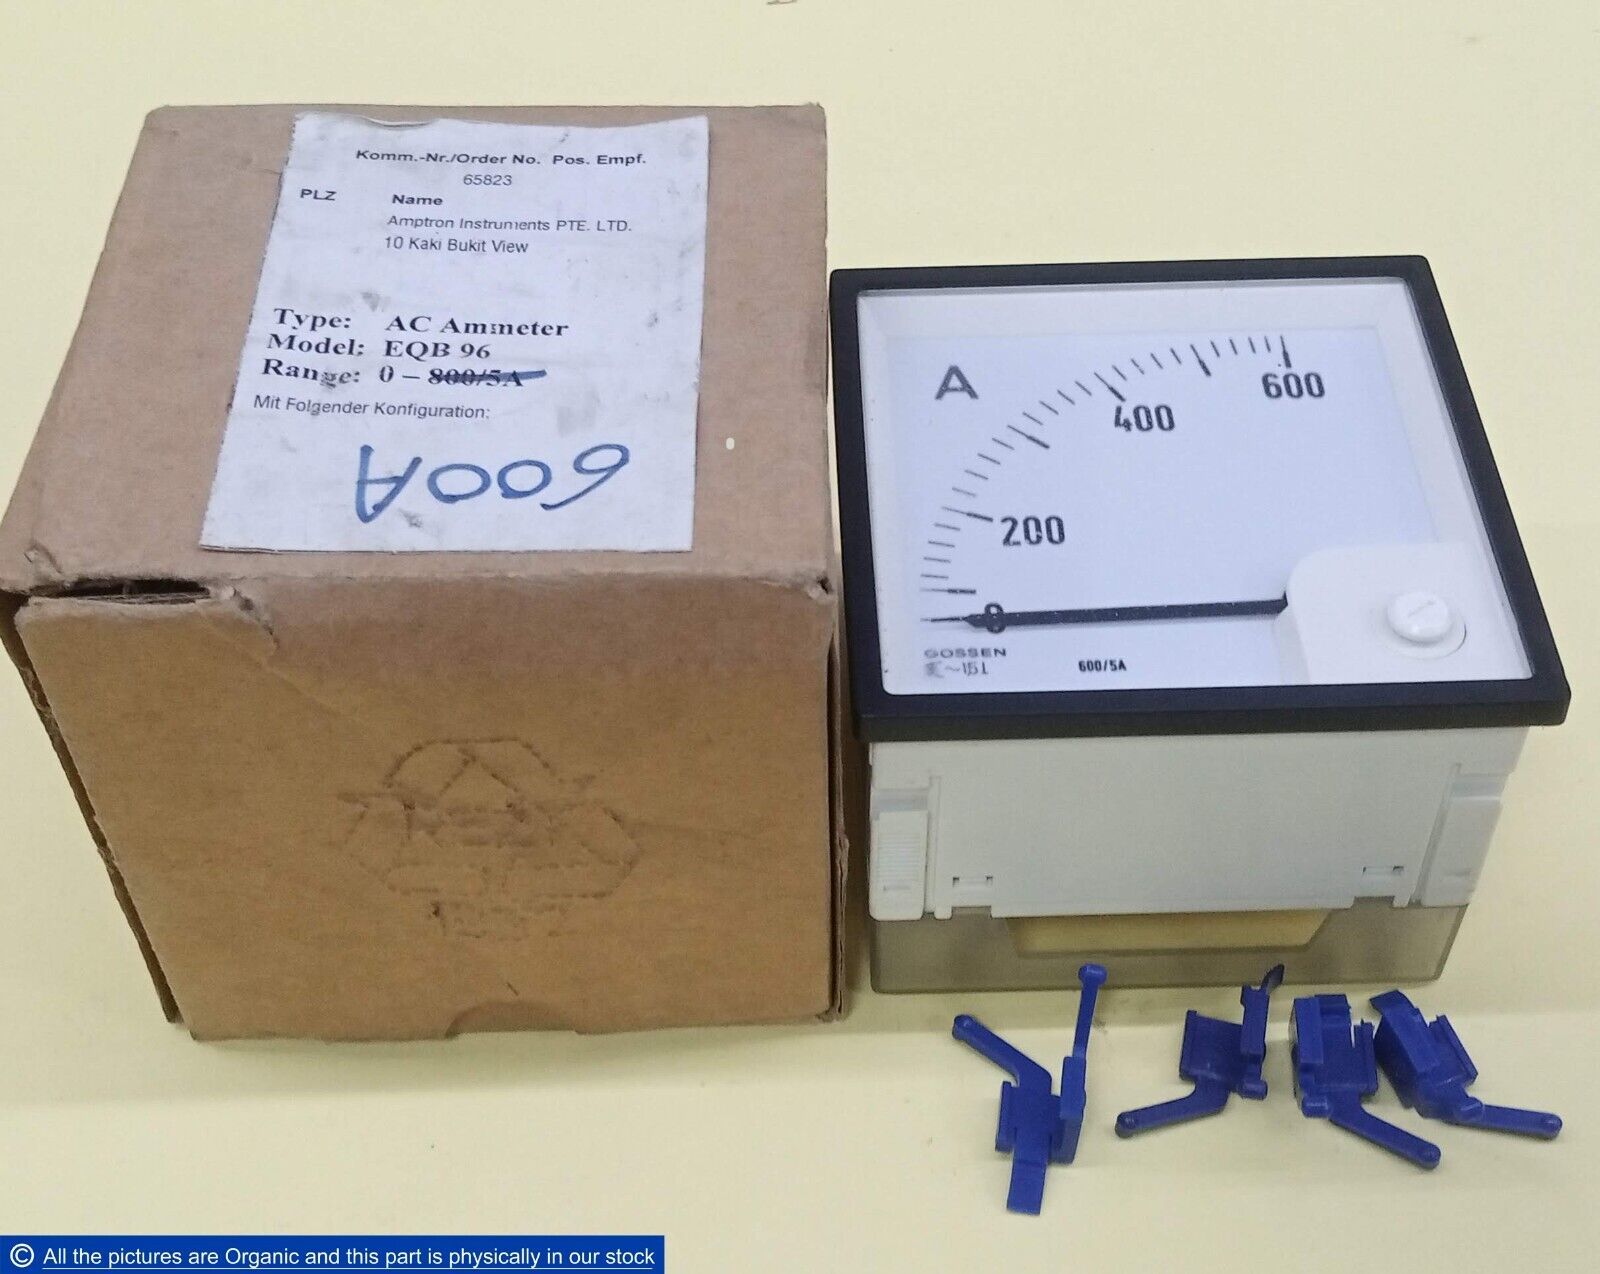 Komm.-Nr./Order No. Pos. Empf.
65823
PLZ Name
Amptron Instruments PTE. LTD.
10 Kaki Bukit View
Type: AC Ammeter
Model: EQB 96
Range: 0 – 800/5A
Mit Folgender Konfiguration:
600A
A
600
400
200
0
GOSSEN
600/5A
© All the pictures are Organic and this part is physically in our stock